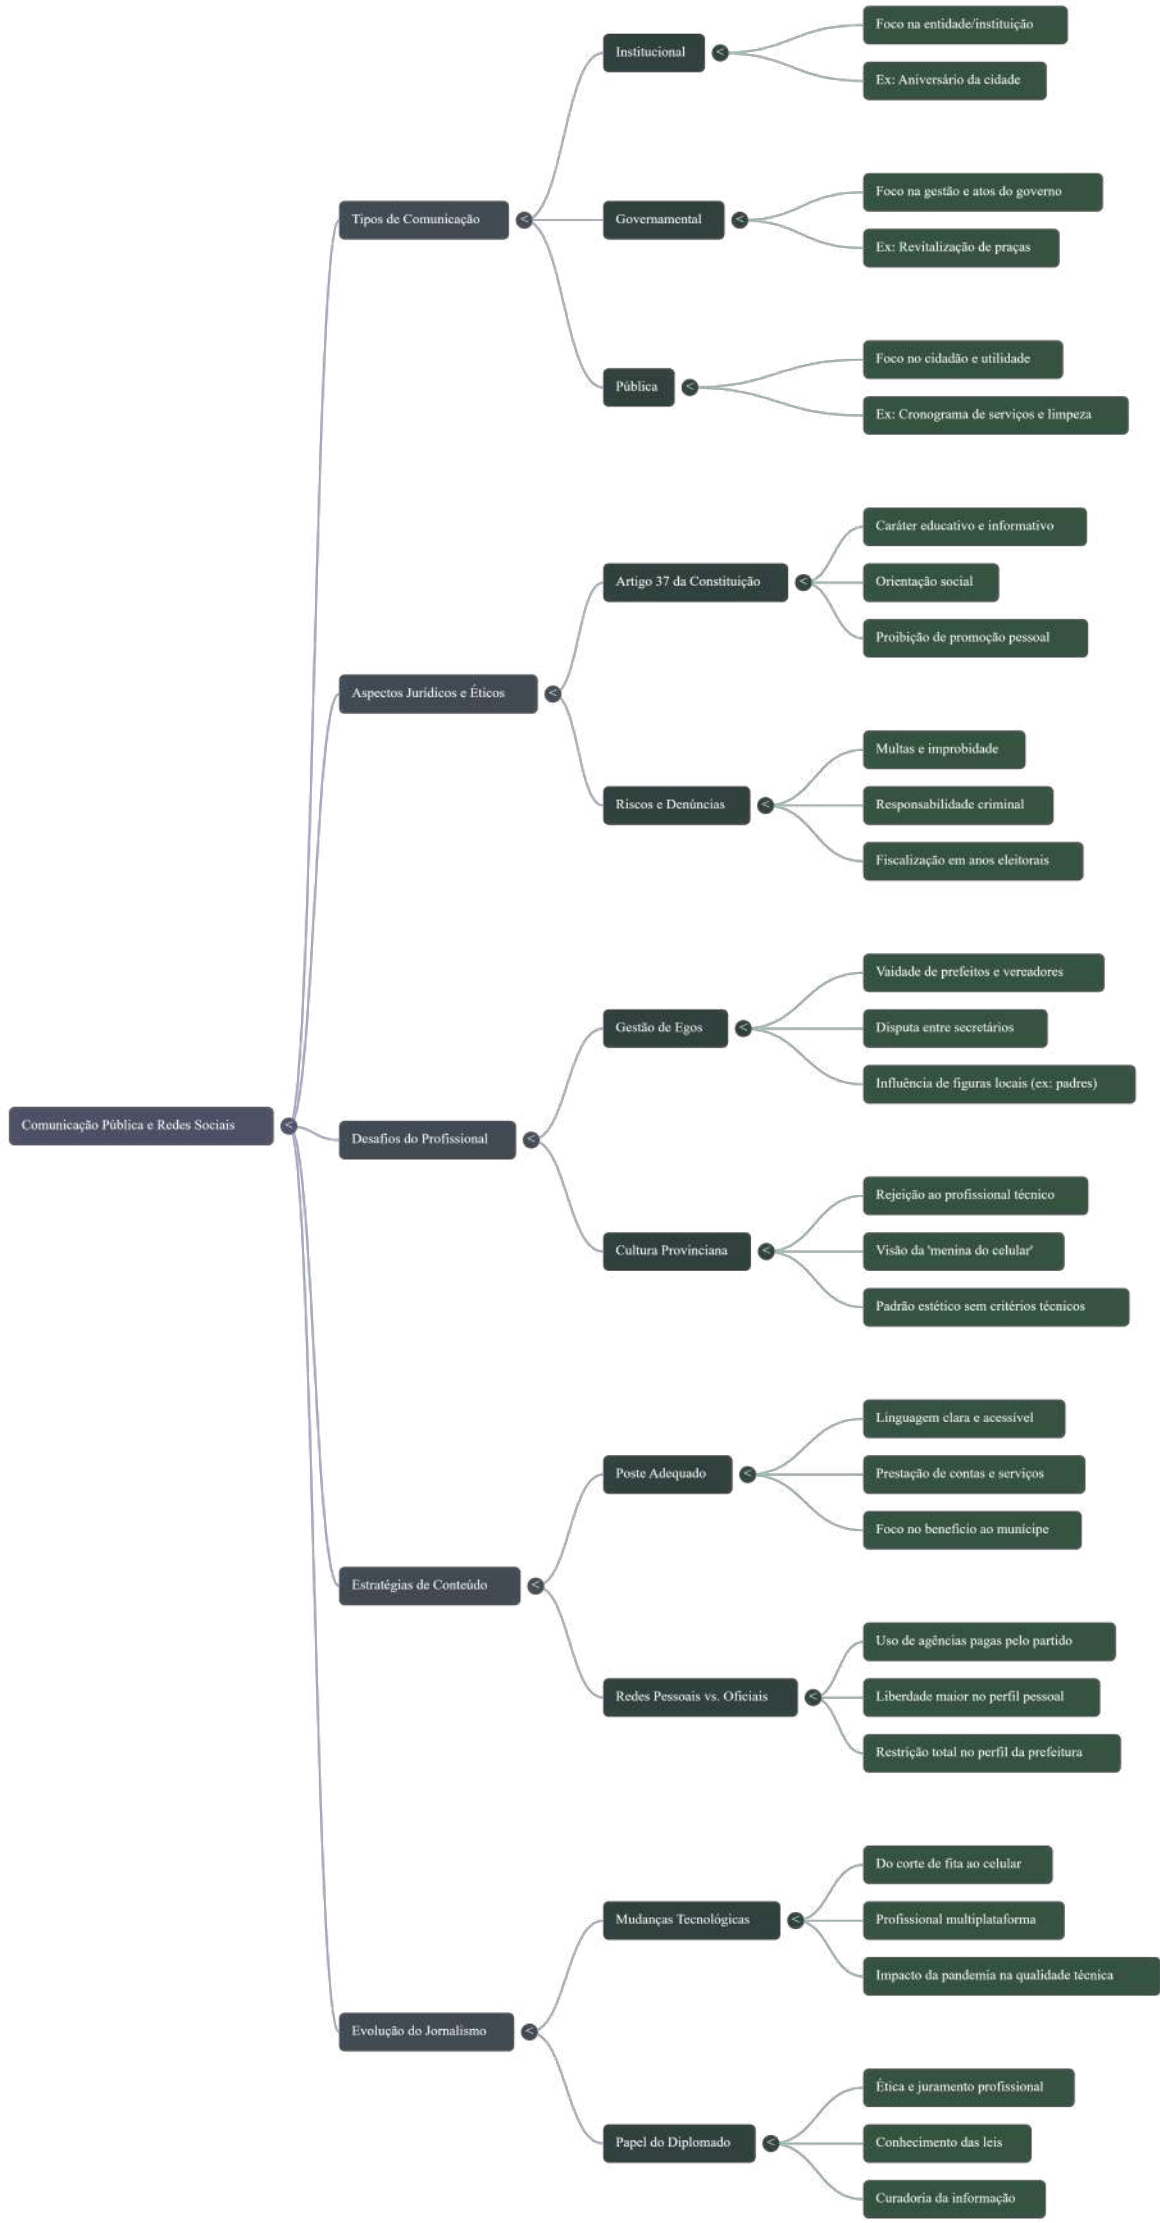 Comunicação Pública e Redes Sociais
Tipos de Comunicação
Institucional
Foco na entidade/instituição
Ex: Aniversário da cidade
Governamental
Foco na gestão e atos do governo
Ex: Revitalização de praças
Pública
Foco no cidadão e utilidade
Ex: Cronograma de serviços e limpeza
Aspectos Jurídicos e Éticos
Artigo 37 da Constituição
Caráter educativo e informativo
Orientação social
Proibição de promoção pessoal
Riscos e Denúncias
Multas e improbidade
Responsabilidade criminal
Fiscalização em anos eleitorais
Desafios do Profissional
Gestão de Egos
Vaidade de prefeitos e vereadores
Disputa entre secretários
Influência de figuras locais (ex: padres)
Cultura Provinciana
Rejeição ao profissional técnico
Visão da 'menina do celular'
Padrão estético sem critérios técnicos
Estratégias de Conteúdo
Poste Adequado
Linguagem clara e acessível
Prestação de contas e serviços
Foco no benefício ao munícipe
Redes Pessoais vs. Oficiais
Uso de agências pagas pelo partido
Liberdade maior no perfil pessoal
Restrição total no perfil da prefeitura
Evolução do Jornalismo
Mudanças Tecnológicas
Do corte de fita ao celular
Profissional multiplataforma
Impacto da pandemia na qualidade técnica
Papel do Diplomado
Ética e juramento profissional
Conhecimento das leis
Curadoria da informação